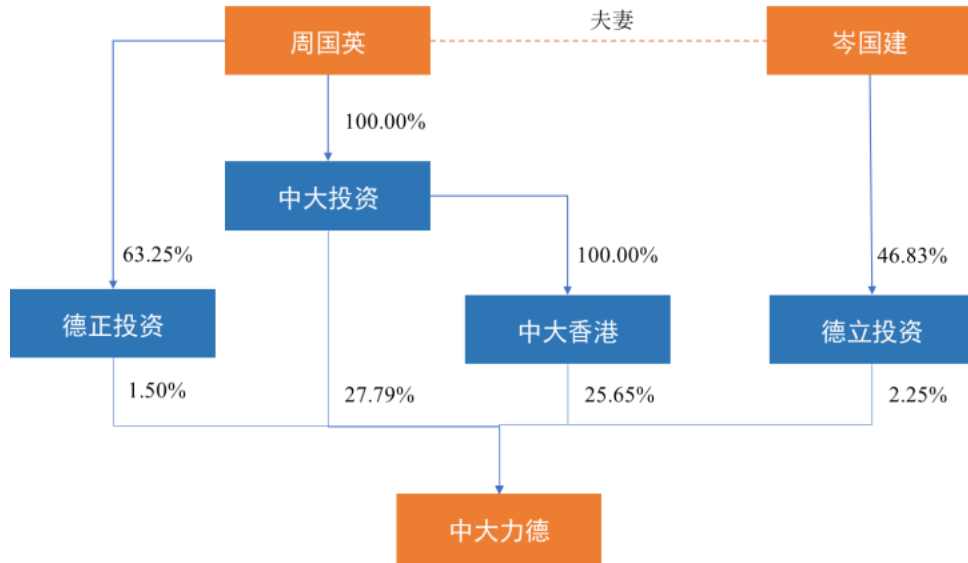 夫妻
周国英
岑国建
100.00%
中大投资
63.25%
100.00%
46.83%
德正投资
中大香港
德立投资
1.50%
27.79%
25.65%
2.25%
中大力德